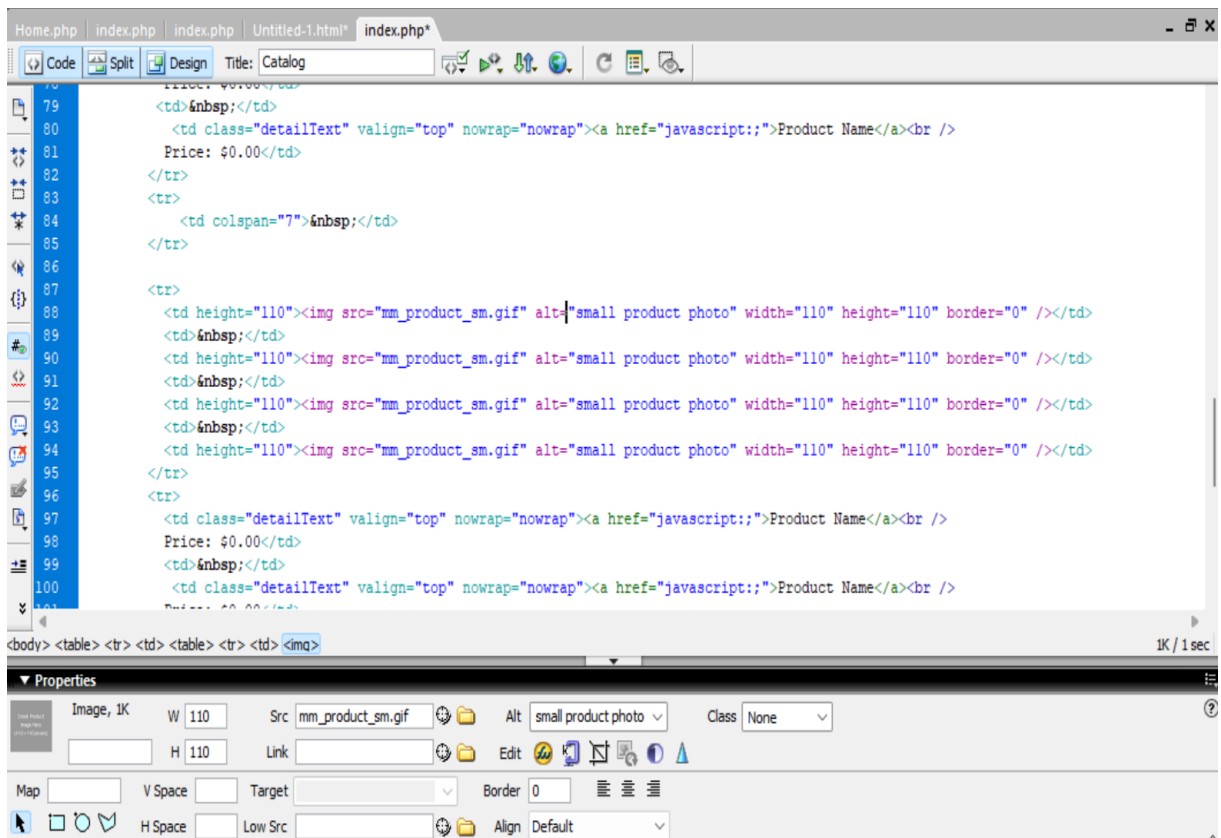 Home.php index.php index.php Untitled-1.html* index.php*
Code Split Design Title: Catalog
79 <td>&nbsp;</td>
80 <td class="detailText" valign="top" nowrap="nowrap"><a href="javascript:;">Product Name</a><br />
81 Price: $0.00</td>
82 </tr>
83 <tr>
84 <td colspan="7">&nbsp;</td>
85 </tr>
86
87 <tr>
88 <td height="110"><img src="mm_product_sm.gif" alt="small product photo" width="110" height="110" border="0" /></td>
89 <td>&nbsp;</td>
90 <td height="110"><img src="mm_product_sm.gif" alt="small product photo" width="110" height="110" border="0" /></td>
91 <td>&nbsp;</td>
92 <td height="110"><img src="mm_product_sm.gif" alt="small product photo" width="110" height="110" border="0" /></td>
93 <td>&nbsp;</td>
94 <td height="110"><img src="mm_product_sm.gif" alt="small product photo" width="110" height="110" border="0" /></td>
95 </tr>
96 <tr>
97 <td class="detailText" valign="top" nowrap="nowrap"><a href="javascript:;">Product Name</a><br />
98 Price: $0.00</td>
99 <td>&nbsp;</td>
100 <td class="detailText" valign="top" nowrap="nowrap"><a href="javascript:;">Product Name</a><br />
<body> <table> <tr> <td> <table> <tr> <td> <img> 1K / 1 sec
Properties
Image, 1K W 110 Src mm_product_sm.gif Alt small product photo Class None
H 110 Link Edit
Map V Space Target Border 0
H Space Low Src Align Default